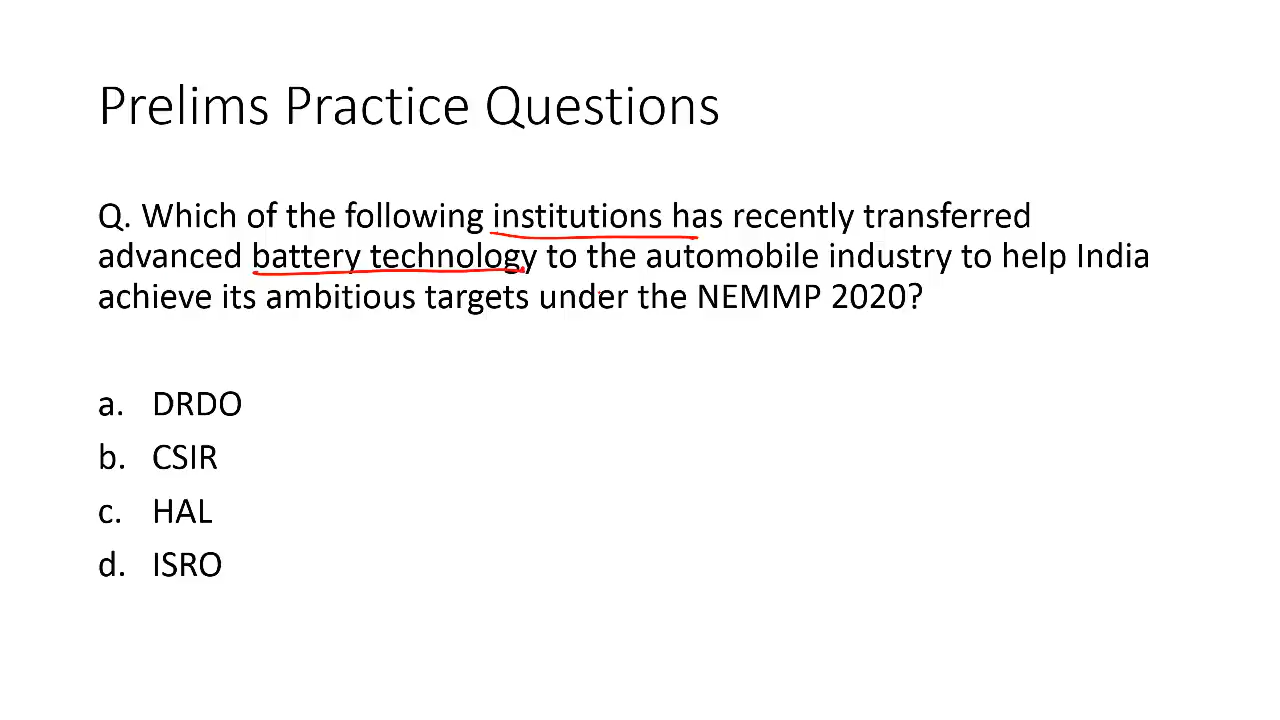 Prelims Practice Questions
Q. Which of the following institutions has recently transferred
advanced battery technology to the automobile industry to help India
achieve its ambitious targets under the NEMMP 2020?
a. DRDO
b. CSIR
c. HAL
d. ISRO